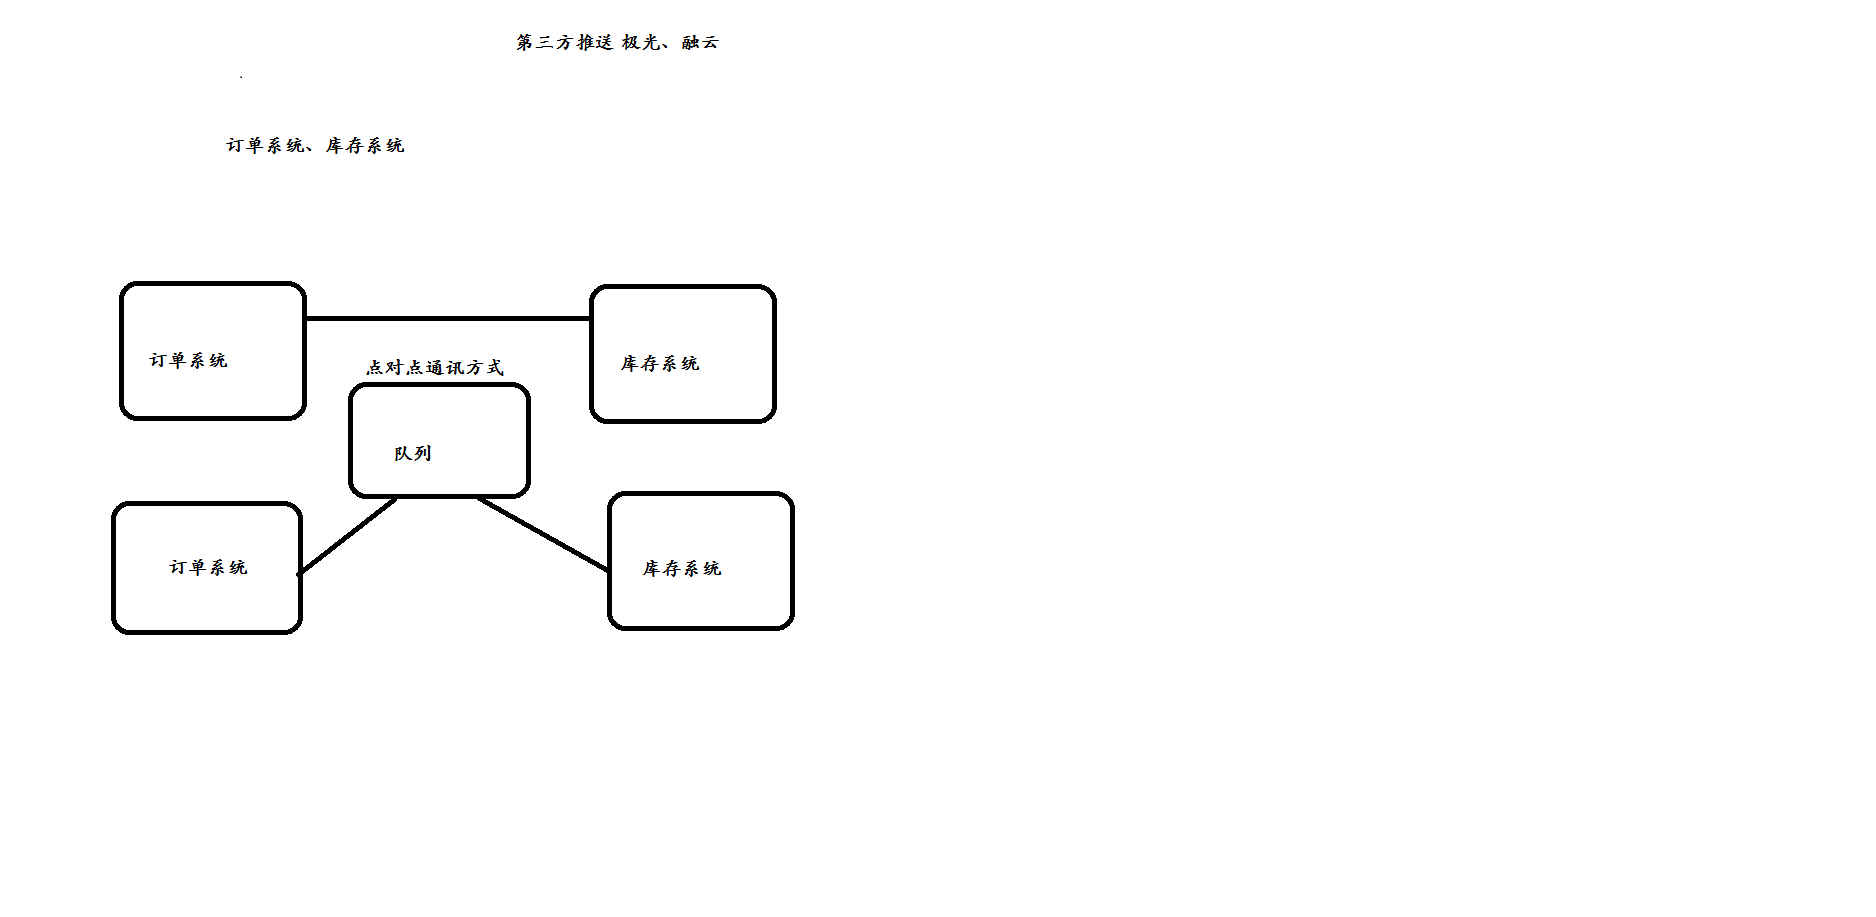 第三方推送 极光、融云
订单系统、库存系统
订单系统
库存系统
点对点通讯方式
队列
订单系统
库存系统